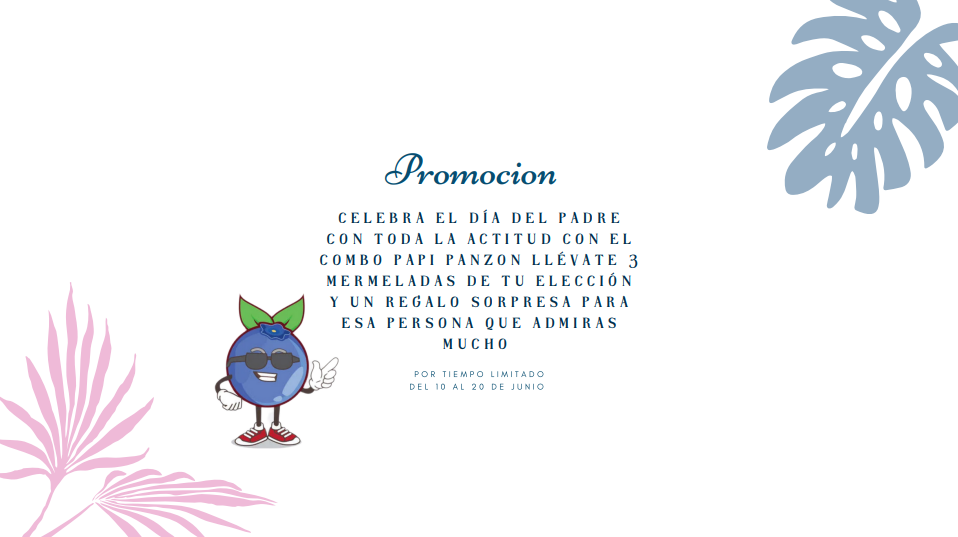 Promocion
CELEBRA EL DÍA DEL PADRE
CON TODA LA ACTITUD CON EL
COMBO PAPI PANZON LLÉVATE 3
MERMELADAS DE TU ELECCIÓN
Y UN REGALO SORPRESA PARA
ESA PERSONA QUE ADMIRAS
MUCHO
POR TIEMPO LIMITADO
DEL 10 AL 20 DE JUNIO